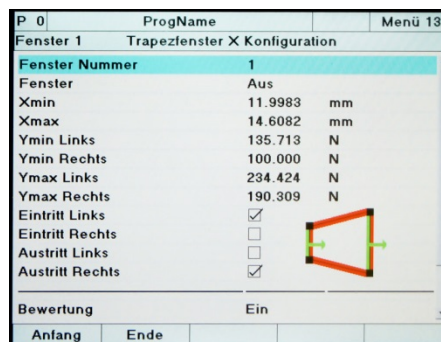 P 0 ProgName Menü 13
Fenster 1 Trapezfenster X Konfiguration
Fenster Nummer 1
Fenster Aus
Xmin 11.9983 mm
Xmax 14.6082 mm
Ymin Links 135.713 N
Ymin Rechts 100.000 N
Ymax Links 234.424 N
Ymax Rechts 190.309 N
Eintritt Links
Eintritt Rechts
Austritt Links
Austritt Rechts
Bewertung Ein
Anfang Ende